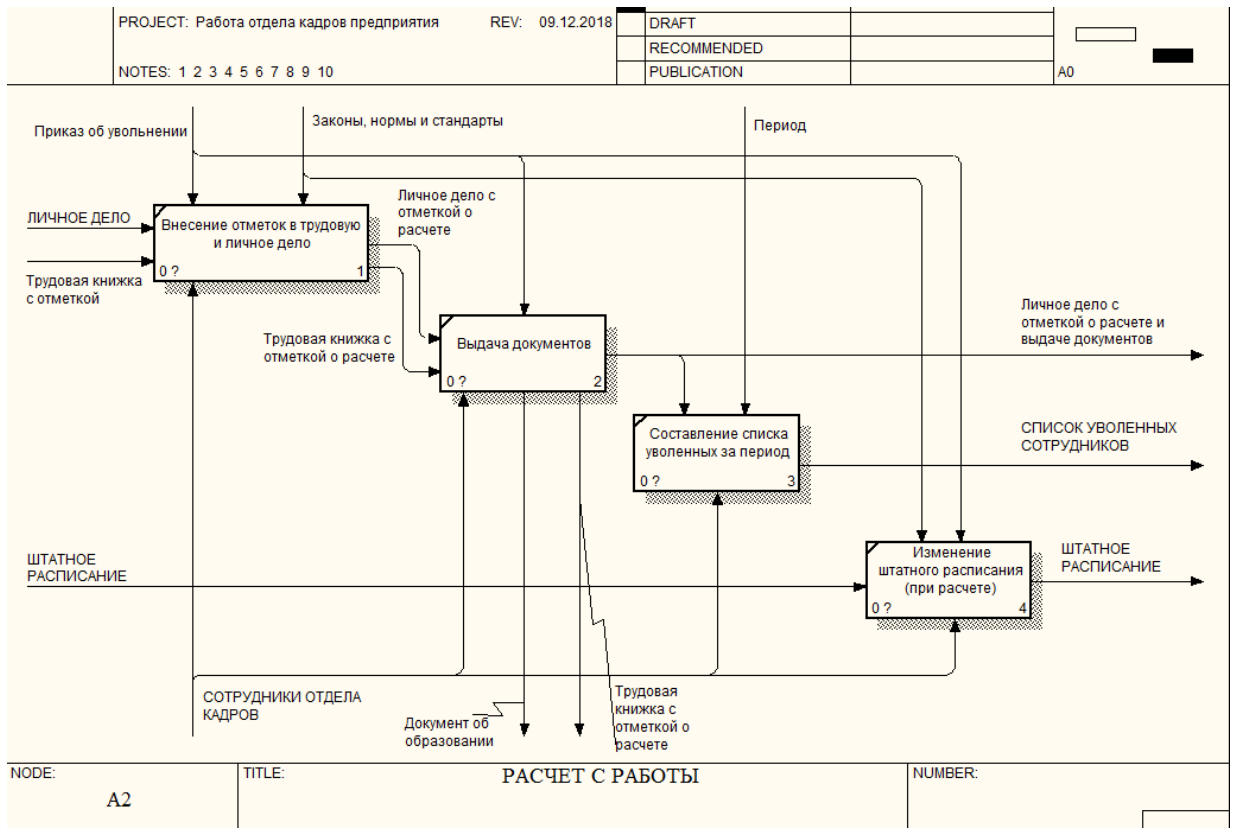 PROJECT: Работа отдела кадров предприятия
REV: 09.12.2018
DRAFT
RECOMMENDED
NOTES: 1 2 3 4 5 6 7 8 9 10
PUBLICATION
A0
Приказ об увольнении
Законы, нормы и стандарты
Период
ЛИЧНОЕ ДЕЛО
Трудовая книжка
с отметкой
Внесение отметок в трудовую
и личное дело
0 ?
1
Личное дело с
отметкой о
расчете
Трудовая книжка с
отметкой о расчете
Выдача документов
0 ?
2
Личное дело с
отметкой о расчете и
выдаче документов
Составление списка
уволенных за период
0 ?
3
СПИСОК УВОЛЕННЫХ
СОТРУДНИКОВ
ШТАТНОЕ
РАСПИСАНИЕ
Изменение
штатного расписания
(при расчете)
0 ?
4
ШТАТНОЕ
РАСПИСАНИЕ
СОТРУДНИКИ ОТДЕЛА
КАДРОВ
Документ об
образовании
Трудовая
книжка с
отметкой о
расчете
NODE:
A2
TITLE:
РАСЧЕТ С РАБОТЫ
NUMBER: